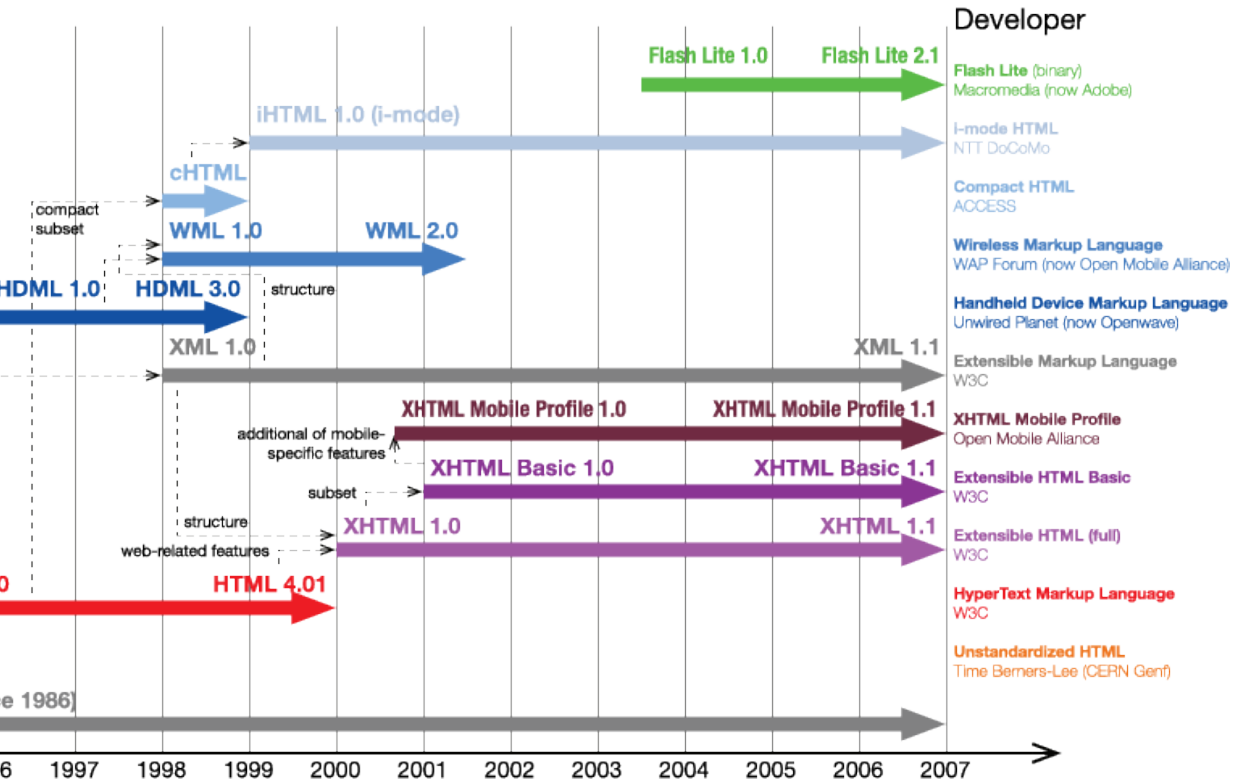 Developer
Flash Lite 1.0 Flash Lite 2.1
Flash Lite (binary)
Macromedia (now Adobe)
iHTML 1.0 (i-mode)
i-mode HTML
NTT DoCoMo
cHTML
Compact HTML
ACCESS
compact
subset
WML 1.0 WML 2.0
Wireless Markup Language
WAP Forum (now Open Mobile Alliance)
HDML 1.0 HDML 3.0
structure
Handheld Device Markup Language
Unwired Planet (now Openwave)
XML 1.0 XML 1.1
Extensible Markup Language
W3C
XHTML Mobile Profile 1.0 XHTML Mobile Profile 1.1
XHTML Mobile Profile
Open Mobile Alliance
additional of mobile-
specific features
XHTML Basic 1.0 XHTML Basic 1.1
Extensible HTML Basic
W3C
subset
structure
XHTML 1.0 XHTML 1.1
Extensible HTML (full)
W3C
web-related features
0 HTML 4.01
HyperText Markup Language
W3C
Unstandardized HTML
Time Berners-Lee (CERN Genf)
e 1986)
6 1997 1998 1999 2000 2001 2002 2003 2004 2005 2006 2007